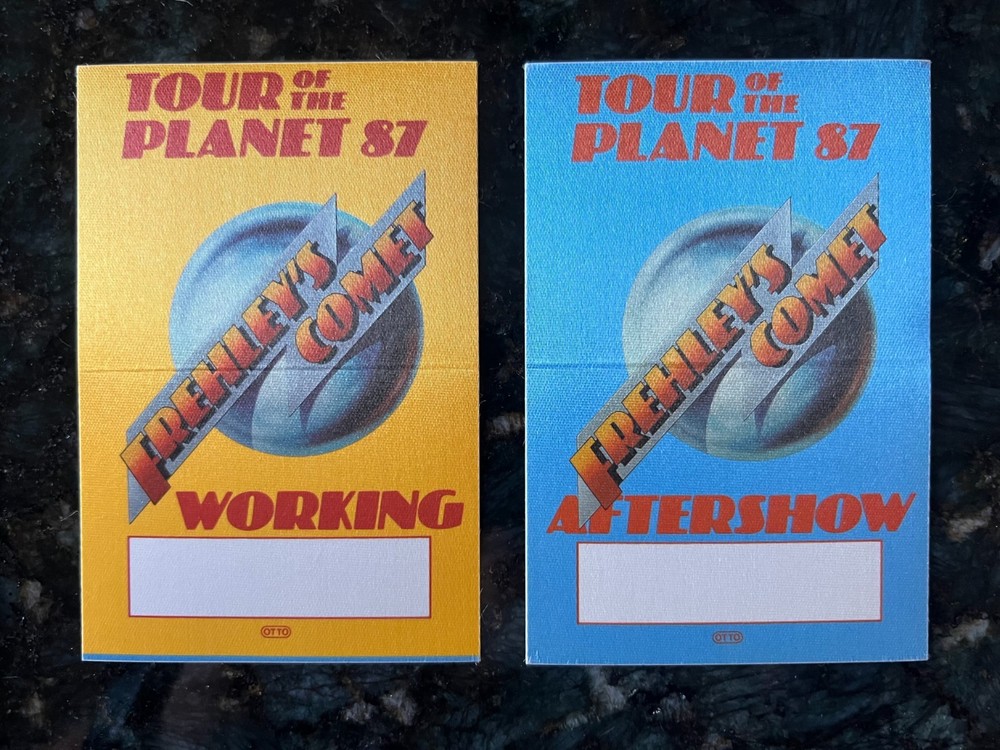 TOUR OF THE
PLANET 87
FREHLEY'S
COMET
WORKING
OTTO
TOUR OF THE
PLANET 87
FREHLEY'S
COMET
AFTERSHOW
OTTO